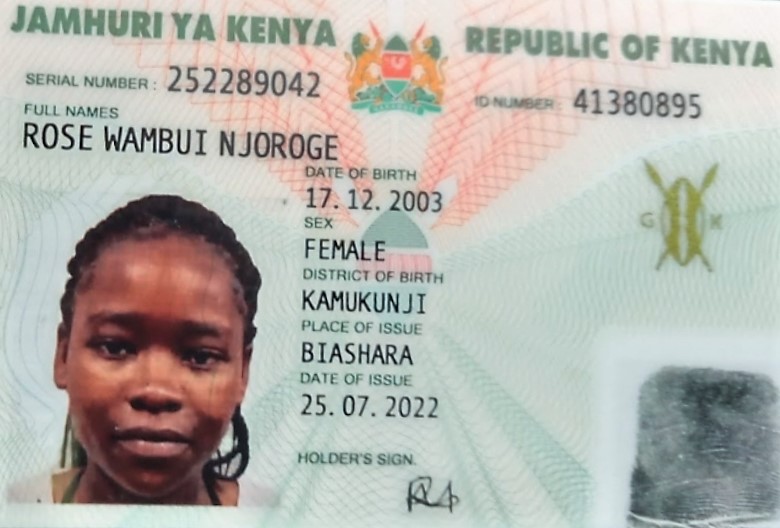 JAMHURI YA KENYA
REPUBLIC OF KENYA
SERIAL NUMBER: 252289042
ID NUMBER: 41380895
FULL NAMES
ROSE WAMBUI NJOROGE
DATE OF BIRTH
17. 12. 2003
SEX
FEMALE
DISTRICT OF BIRTH
KAMUKUNJI
PLACE OF ISSUE
BIASHARA
DATE OF ISSUE
25. 07. 2022
HOLDER'S SIGN.
G K